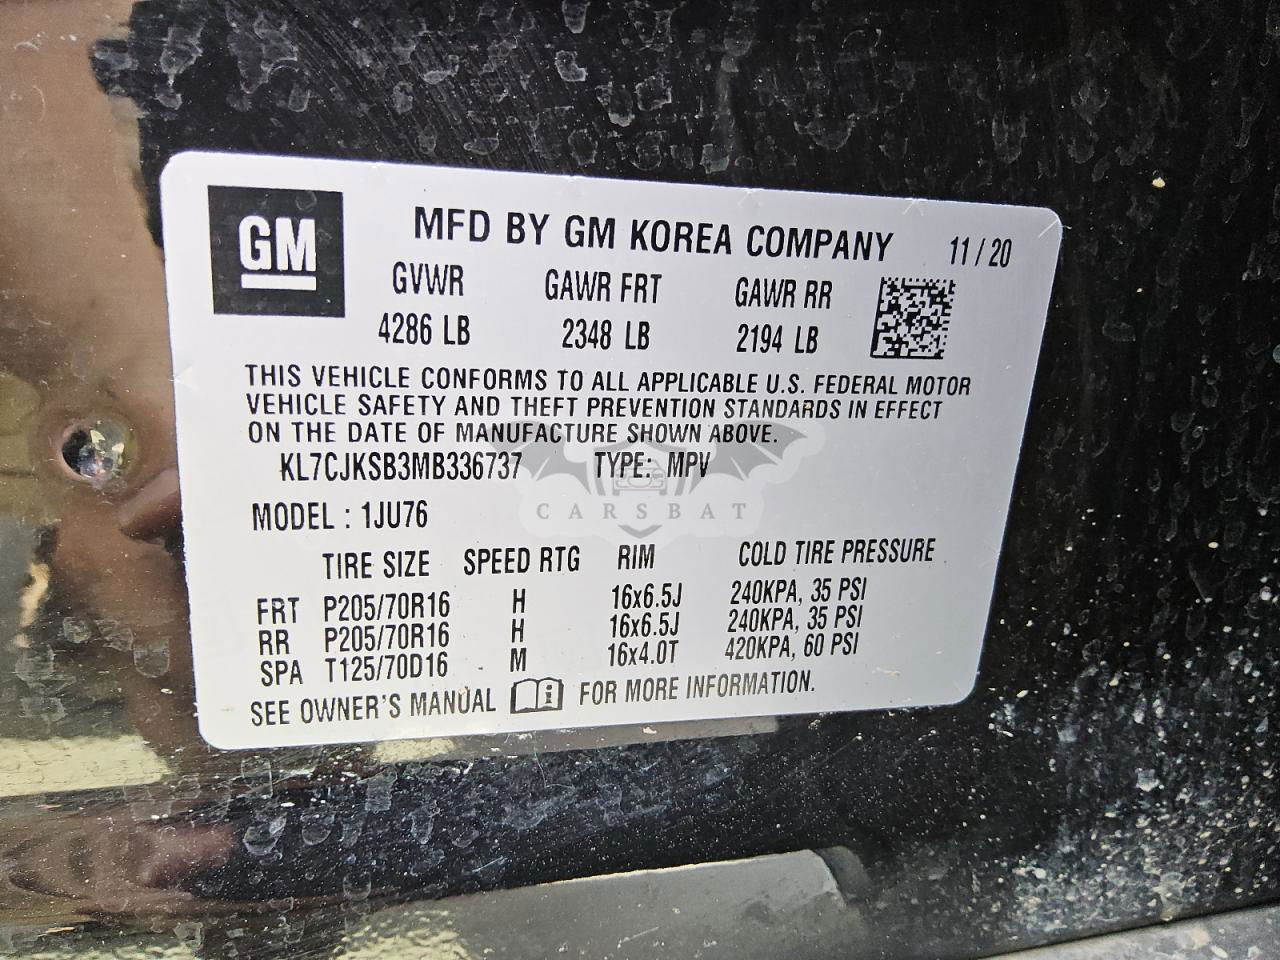 GM
MFD BY GM KOREA COMPANY 11 / 20
GVWR GAWR FRT GAWR RR
4286 LB 2348 LB 2194 LB
THIS VEHICLE CONFORMS TO ALL APPLICABLE U.S. FEDERAL MOTOR
VEHICLE SAFETY AND THEFT PREVENTION STANDARDS IN EFFECT
ON THE DATE OF MANUFACTURE SHOWN ABOVE.
KL7CJKSB3MB336737 TYPE: MPV
CARSBAT
MODEL : 1JU76
TIRE SIZE SPEED RTG RIM COLD TIRE PRESSURE
FRT P205/70R16 H 16x6.5J 240KPA, 35 PSI
RR P205/70R16 H 16x6.5J 240KPA, 35 PSI
SPA T125/70D16 M 16x4.0T 420KPA, 60 PSI
SEE OWNER'S MANUAL i FOR MORE INFORMATION.